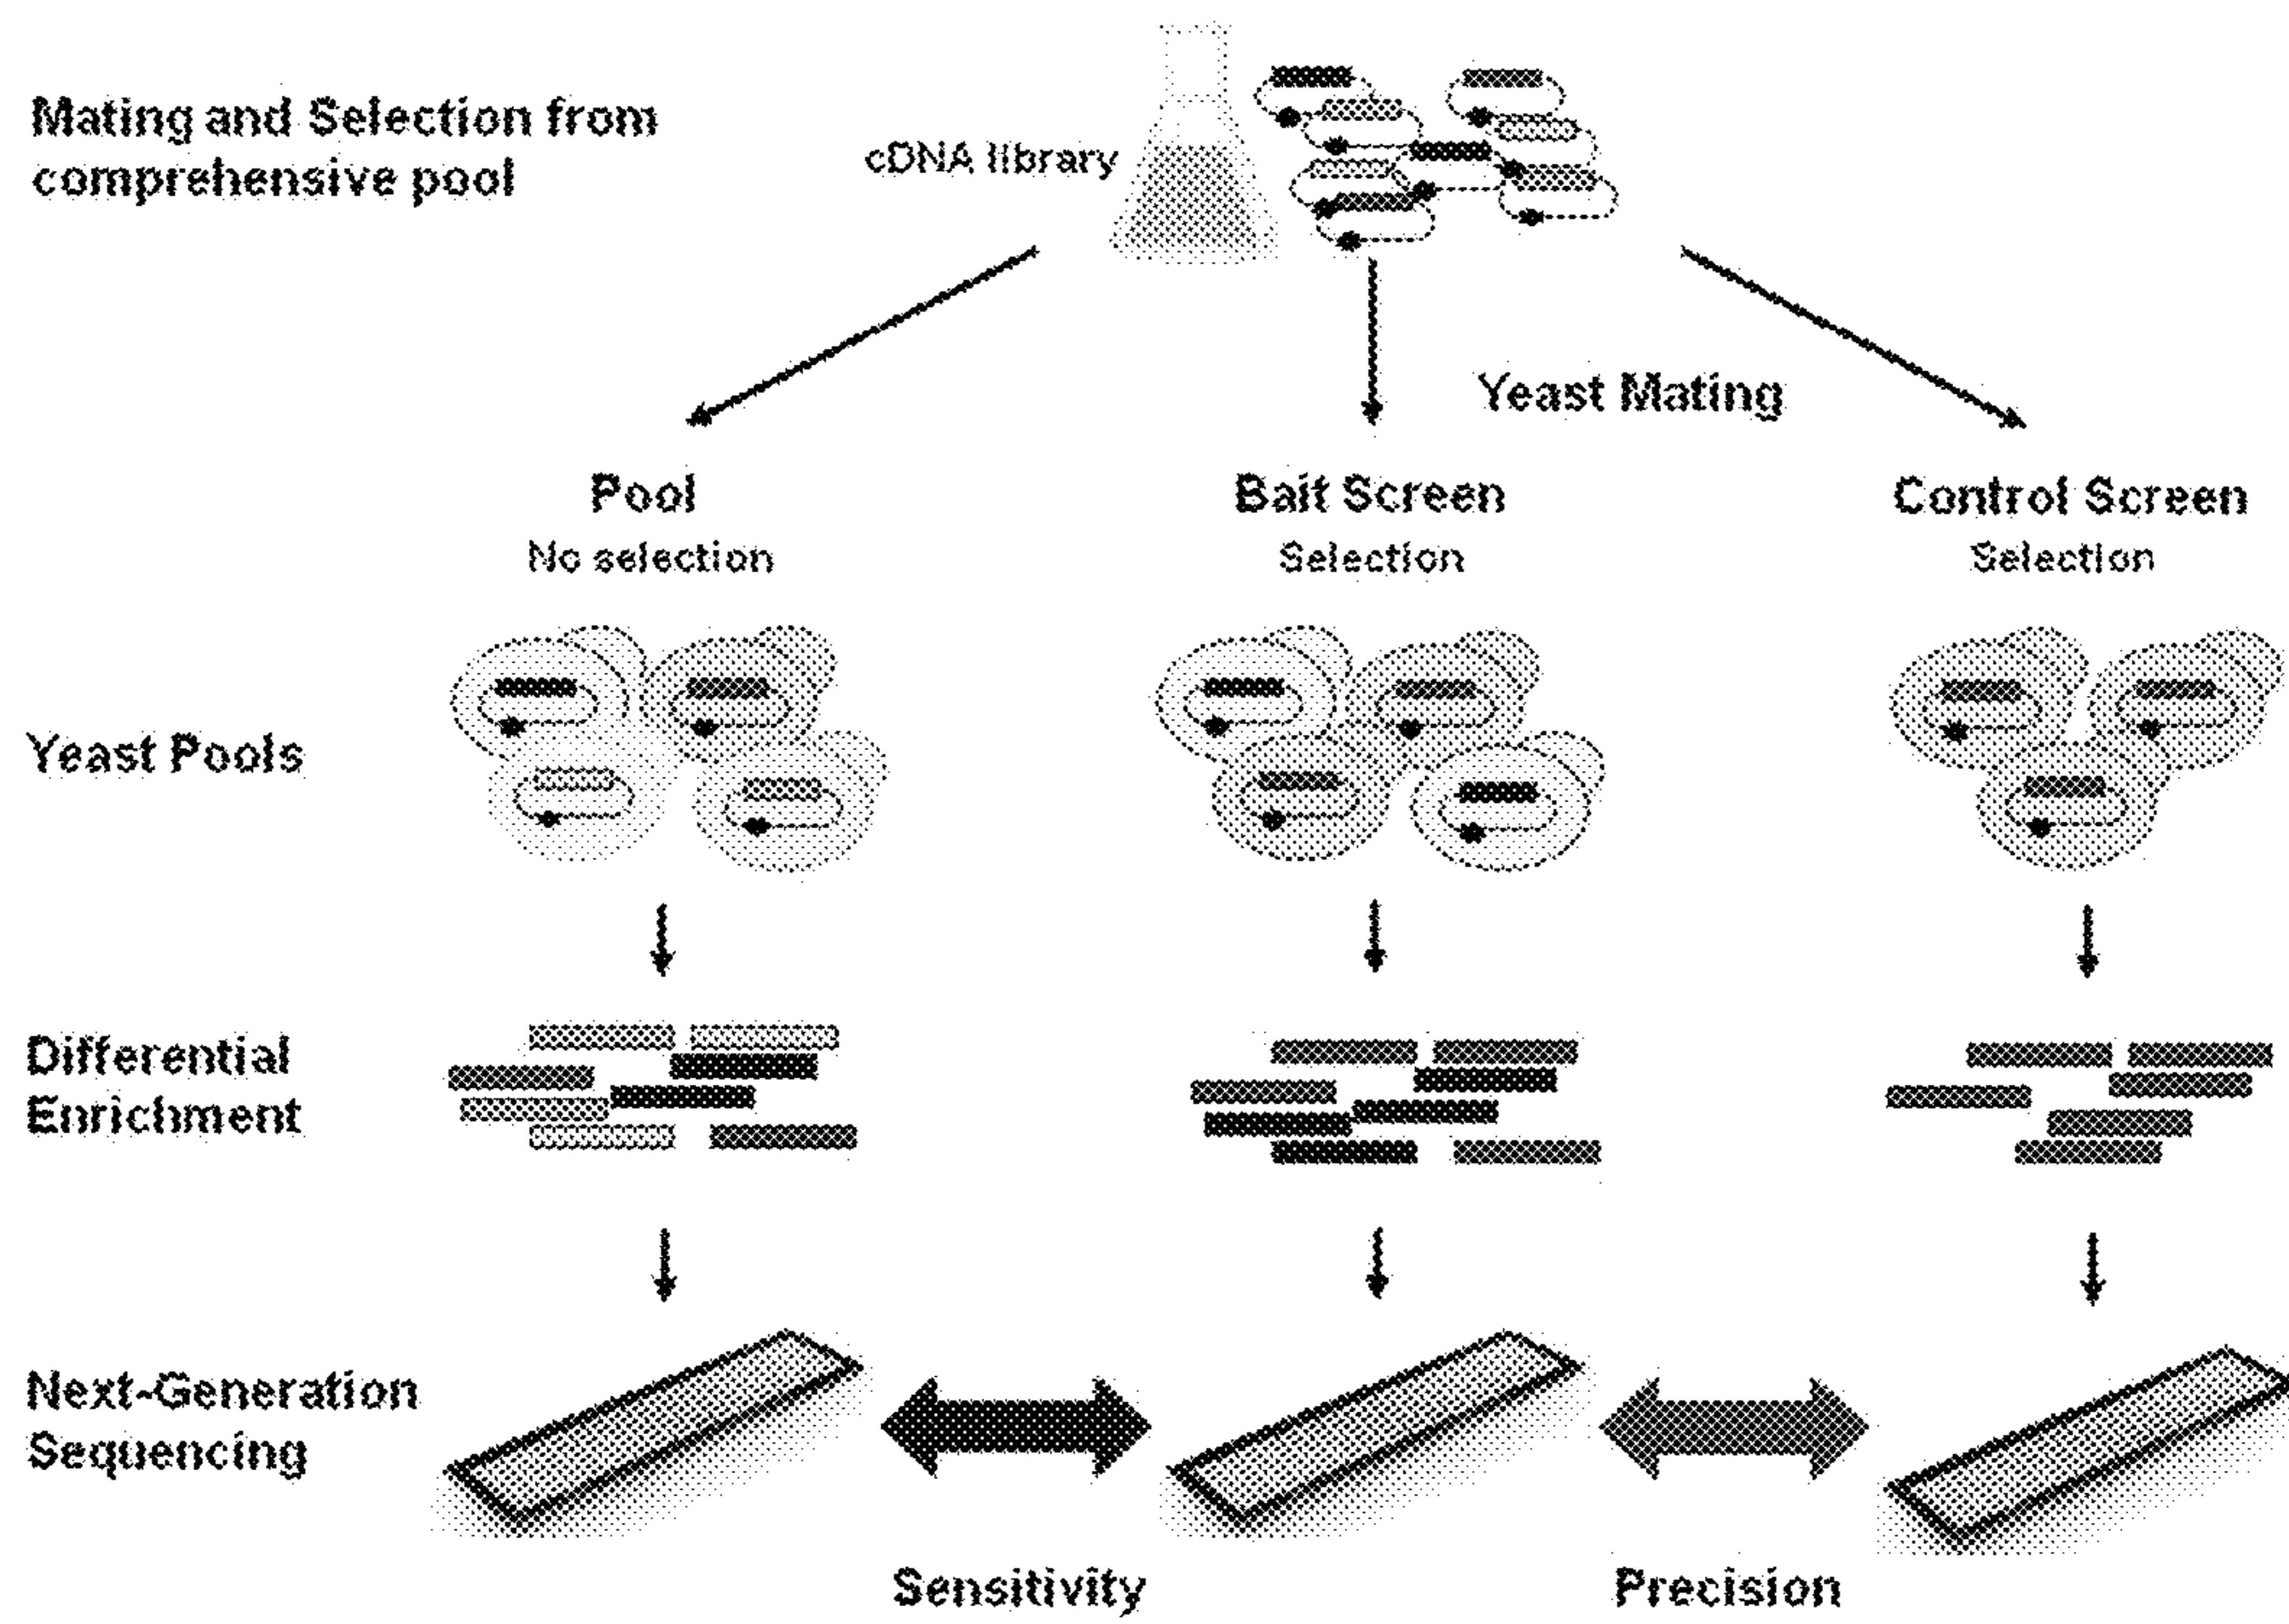 Mating and Selection from
comprehensive pool
cDNA library
Yeast Mating
Pool
No selection
Bait Screen
Selection
Control Screen
Selection
Yeast Pools
Differential
Enrichment
Next-Generation
Sequencing
Sensitivity
Precision